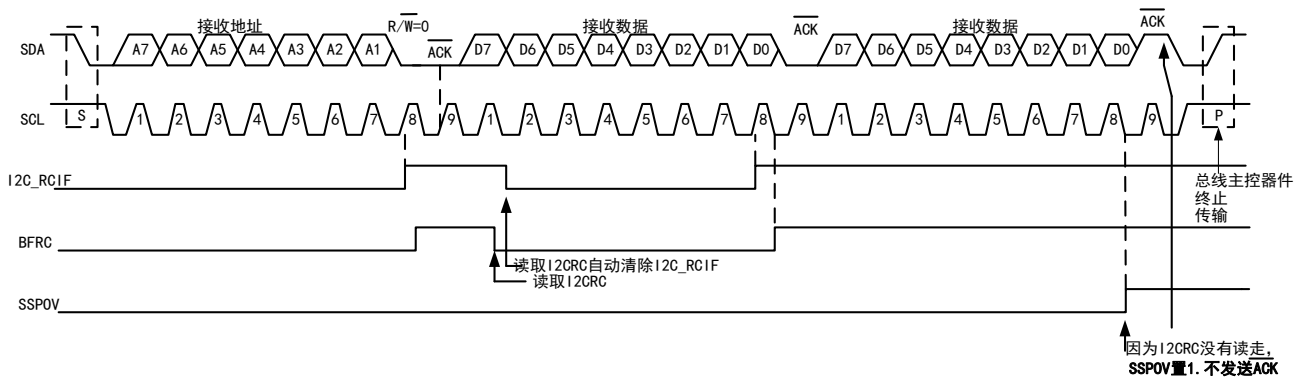 接收地址 R/W̅=0 接收数据 A̅C̅K̅ 接收数据 A̅C̅K̅
SDA A7 A6 A5 A4 A3 A2 A1 A̅C̅K̅ D7 D6 D5 D4 D3 D2 D1 D0 D7 D6 D5 D4 D3 D2 D1 D0
SCL S 1 2 3 4 5 6 7 8 9 1 2 3 4 5 6 7 8 9 1 2 3 4 5 6 7 8 9 P
I2C_RCIF
总线主控器件
终止
传输
BFRC
读取I2CRC自动清除I2C_RCIF
读取I2CRC
SSPOV
因为I2CRC没有读走,
SSPOV置1.不发送A̅C̅K̅